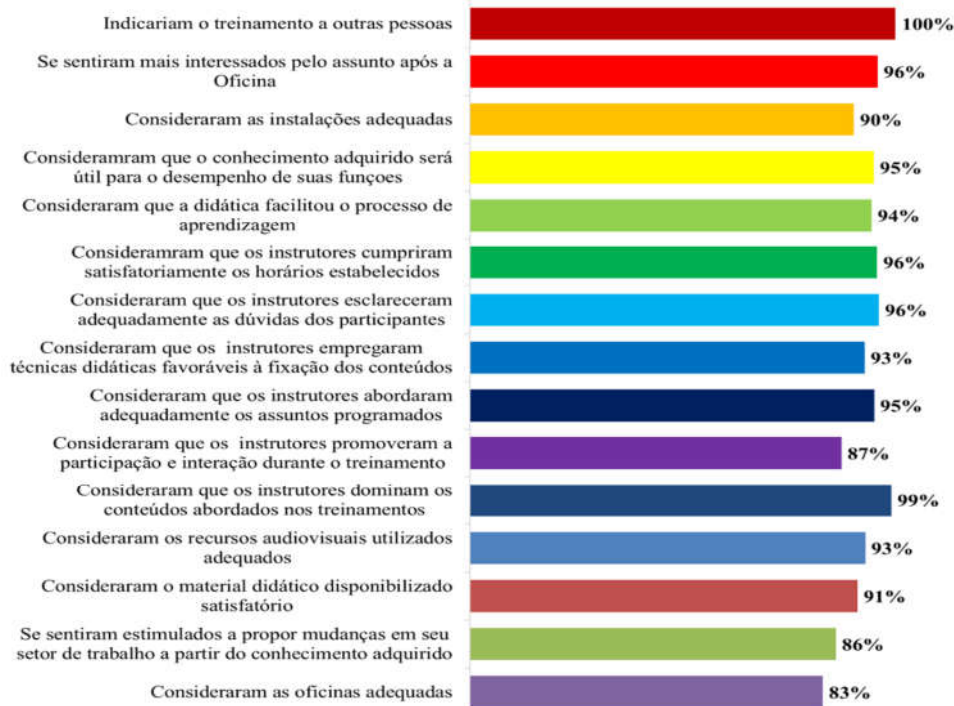 Indicariam o treinamento a outras pessoas
100%
Se sentiram mais interessados pelo assunto após a
Oficina
96%
Consideraram as instalações adequadas
90%
Consideramram que o conhecimento adquirido será
útil para o desempenho de suas funçoes
95%
Consideraram que a didática facilitou o processo de
aprendizagem
94%
Consideramram que os instrutores cumpriram
satisfatoriamente os horários estabelecidos
96%
Consideraram que os instrutores esclareceram
adequadamente as dúvidas dos participantes
96%
Consideraram que os instrutores empregaram
técnicas didáticas favoráveis à fixação dos conteúdos
93%
Consideraram que os instrutores abordaram
adequadamente os assuntos programados
95%
Consideraram que os instrutores promoveram a
participação e interação durante o treinamento
87%
Consideraram que os instrutores dominam os
conteúdos abordados nos treinamentos
99%
Consideraram os recursos audiovisuais utilizados
adequados
93%
Consideraram o material didático disponibilizado
satisfatório
91%
Se sentiram estimulados a propor mudanças em seu
setor de trabalho a partir do conhecimento adquirido
86%
Consideraram as oficinas adequadas
83%